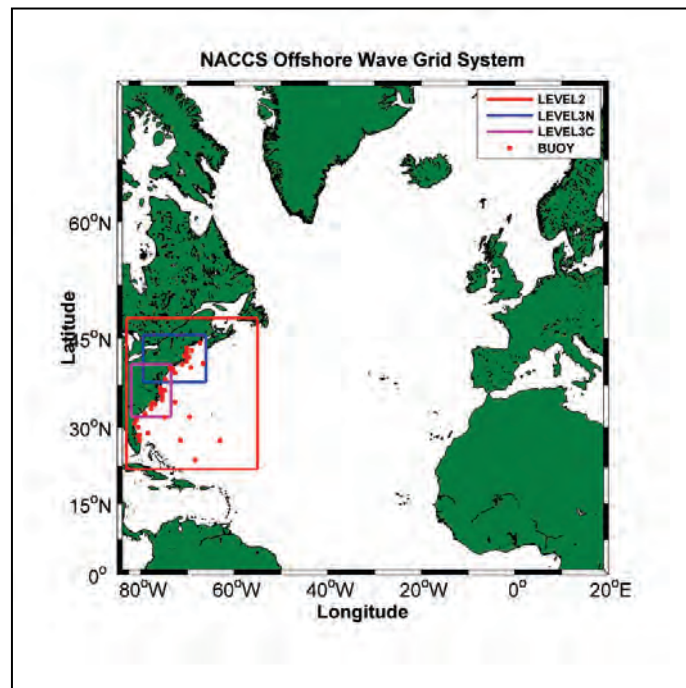 NACCS Offshore Wave Grid System
LEVEL2
LEVEL3N
LEVEL3C
BUOY
60°N
45°N
30°N
15°N
0°
Latitude
80°W 60°W 40°W 20°W 0° 20°E
Longitude